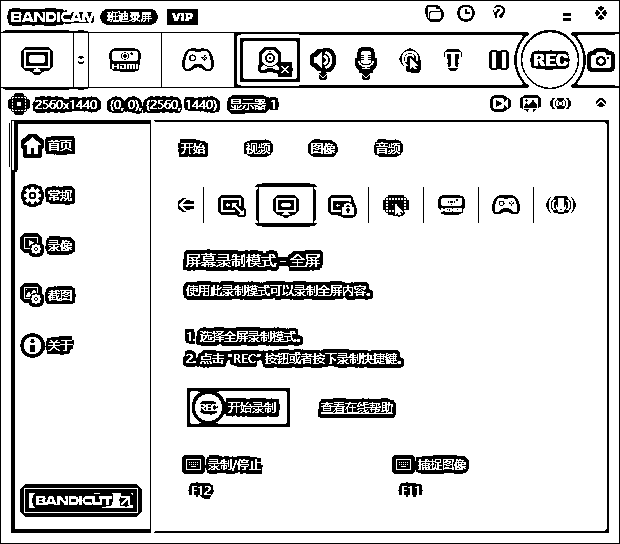 BANDICAM 班迪录屏 VIP
REC
2560x1440 (0, 0), (2560, 1440) 显示器 1
首页
常规
录像
截图
关于
BANDICUT
开始 视频 图像 音频
屏幕录制模式 - 全屏
使用此录制模式可以录制全屏内容。
1. 选择全屏录制模式。
2. 点击 "REC" 按钮或者按下录制快捷键。
REC 开始录制 查看在线帮助
录制/停止 捕捉图像
F12 F11